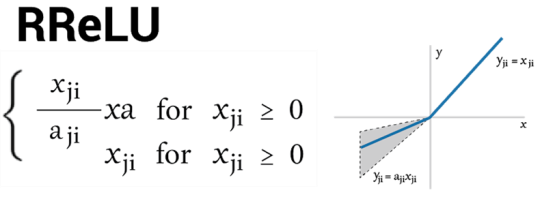 RReLU
x_ji / a_ji xa for x_ji ≥ 0
x_ji for x_ji ≥ 0
y
y_ji = x_ji
x
y_ji = a_ji x_ji